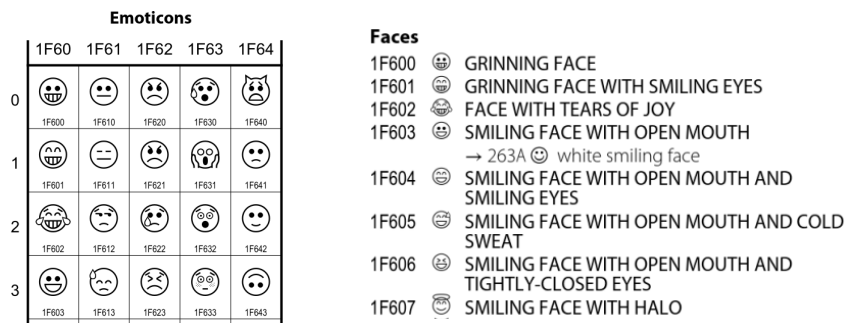 Emoticons
1F60 1F61 1F62 1F63 1F64
0
1F600 1F610 1F620 1F630 1F640
1
1F601 1F611 1F621 1F631 1F641
2
1F602 1F612 1F622 1F632 1F642
3
1F603 1F613 1F623 1F633 1F643
Faces
1F600 😀 GRINNING FACE
1F601 😁 GRINNING FACE WITH SMILING EYES
1F602 😂 FACE WITH TEARS OF JOY
1F603 😃 SMILING FACE WITH OPEN MOUTH
→ 263A ☺ white smiling face
1F604 😄 SMILING FACE WITH OPEN MOUTH AND
SMILING EYES
1F605 😅 SMILING FACE WITH OPEN MOUTH AND COLD
SWEAT
1F606 😆 SMILING FACE WITH OPEN MOUTH AND
TIGHTLY-CLOSED EYES
1F607 😇 SMILING FACE WITH HALO